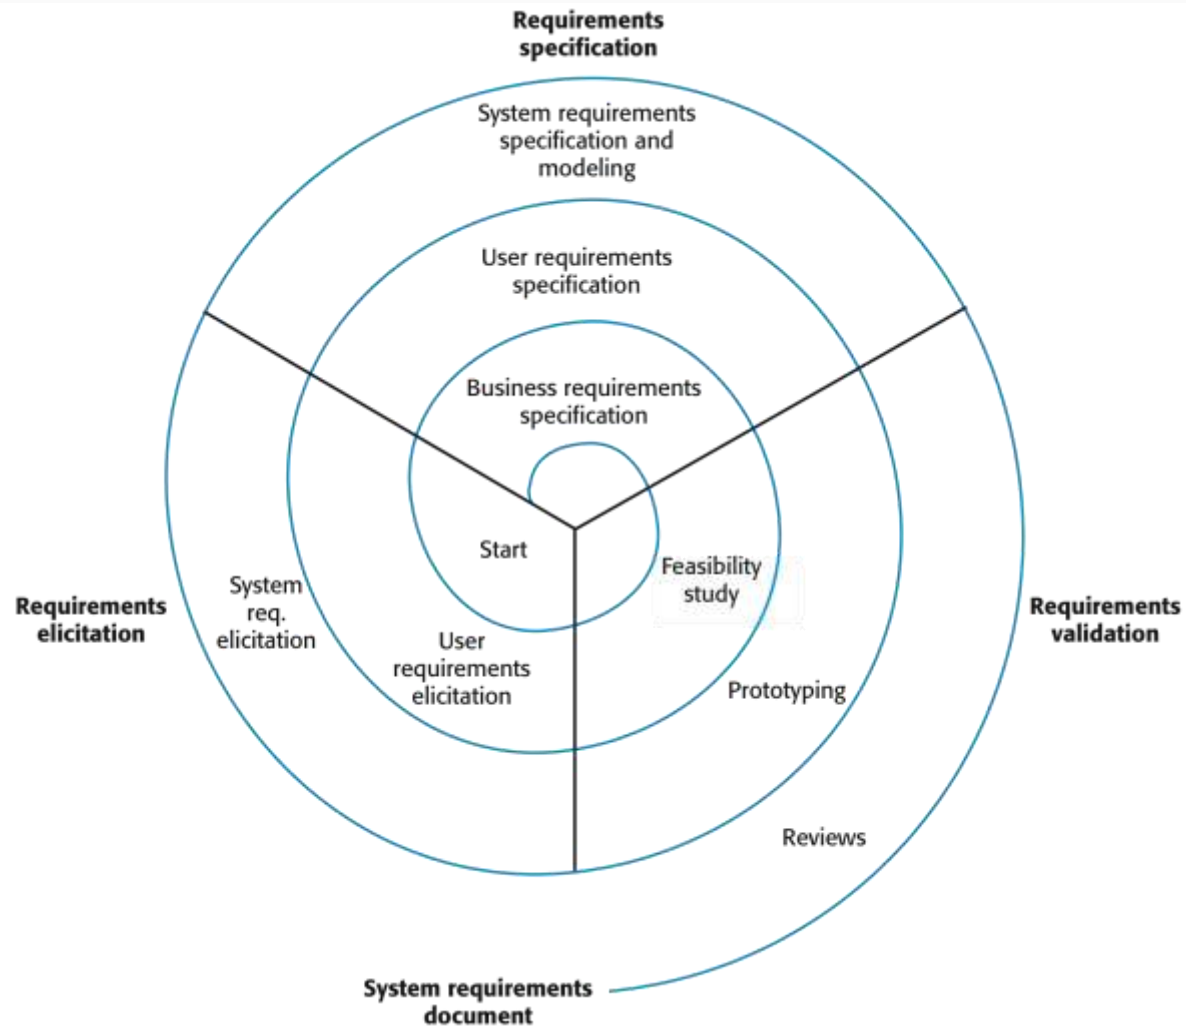 Requirements
specification
System requirements
specification and
modeling
User requirements
specification
Business requirements
specification
Start
Feasibility
study
System
req.
elicitation
Requirements
elicitation
Requirements
validation
User
requirements
elicitation
Prototyping
Reviews
System requirements
document